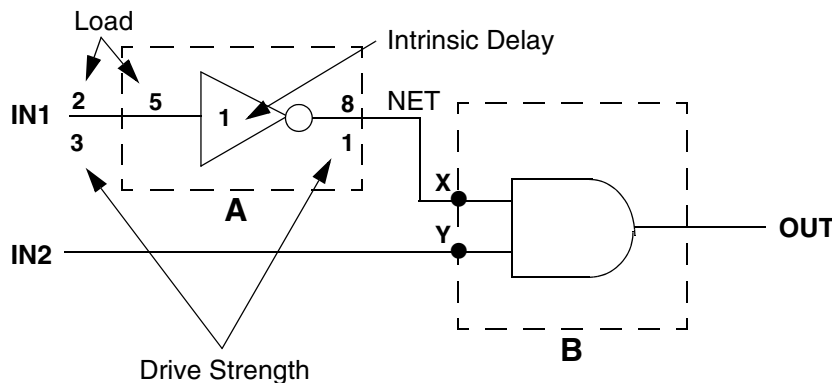 Load
Intrinsic Delay
IN1
2
5
1
8
NET
3
1
A
X
Y
IN2
OUT
B
Drive Strength